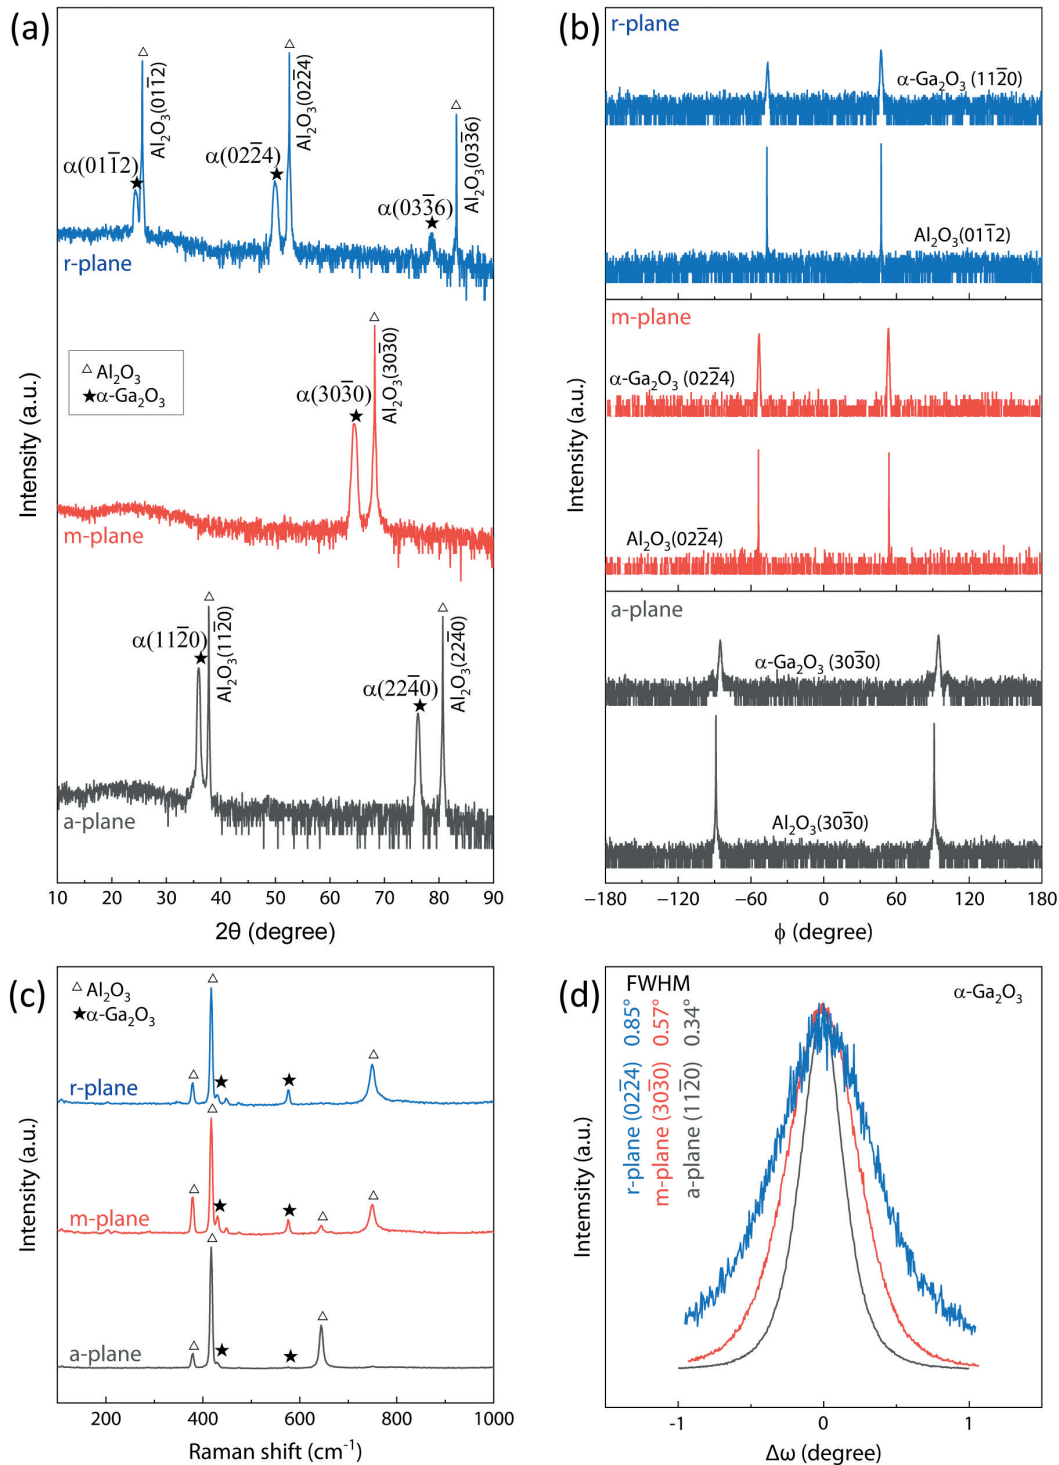 (a)
Al₂O₃(011̅2)
Al₂O₃(022̅4)
Al₂O₃(033̅6)
α(011̅2)
α(022̅4)
α(033̅6)
r-plane
Al₂O₃
α-Ga₂O₃
α(303̅0)
Al₂O₃(303̅0)
m-plane
α(112̅0)
Al₂O₃(112̅0)
α(224̅0)
Al₂O₃(224̅0)
a-plane
Intensity (a.u.)
10 20 30 40 50 60 70 80 90
2θ (degree)
(b)
r-plane
α-Ga₂O₃ (112̅0)
Al₂O₃(011̅2)
m-plane
α-Ga₂O₃ (022̅4)
Al₂O₃(022̅4)
a-plane
α-Ga₂O₃ (303̅0)
Al₂O₃(303̅0)
Intensity (a.u.)
−180 −120 −60 0 60 120 180
ϕ (degree)
(c)
Al₂O₃
α-Ga₂O₃
r-plane
m-plane
a-plane
Intensity (a.u.)
200 400 600 800 1000
Raman shift (cm⁻¹)
(d)
FWHM
α-Ga₂O₃
r-plane (022̅4) 0.85°
m-plane (303̅0) 0.57°
a-plane (112̅0) 0.34°
Intemsity (a.u.)
-1 0 1
Δω (degree)